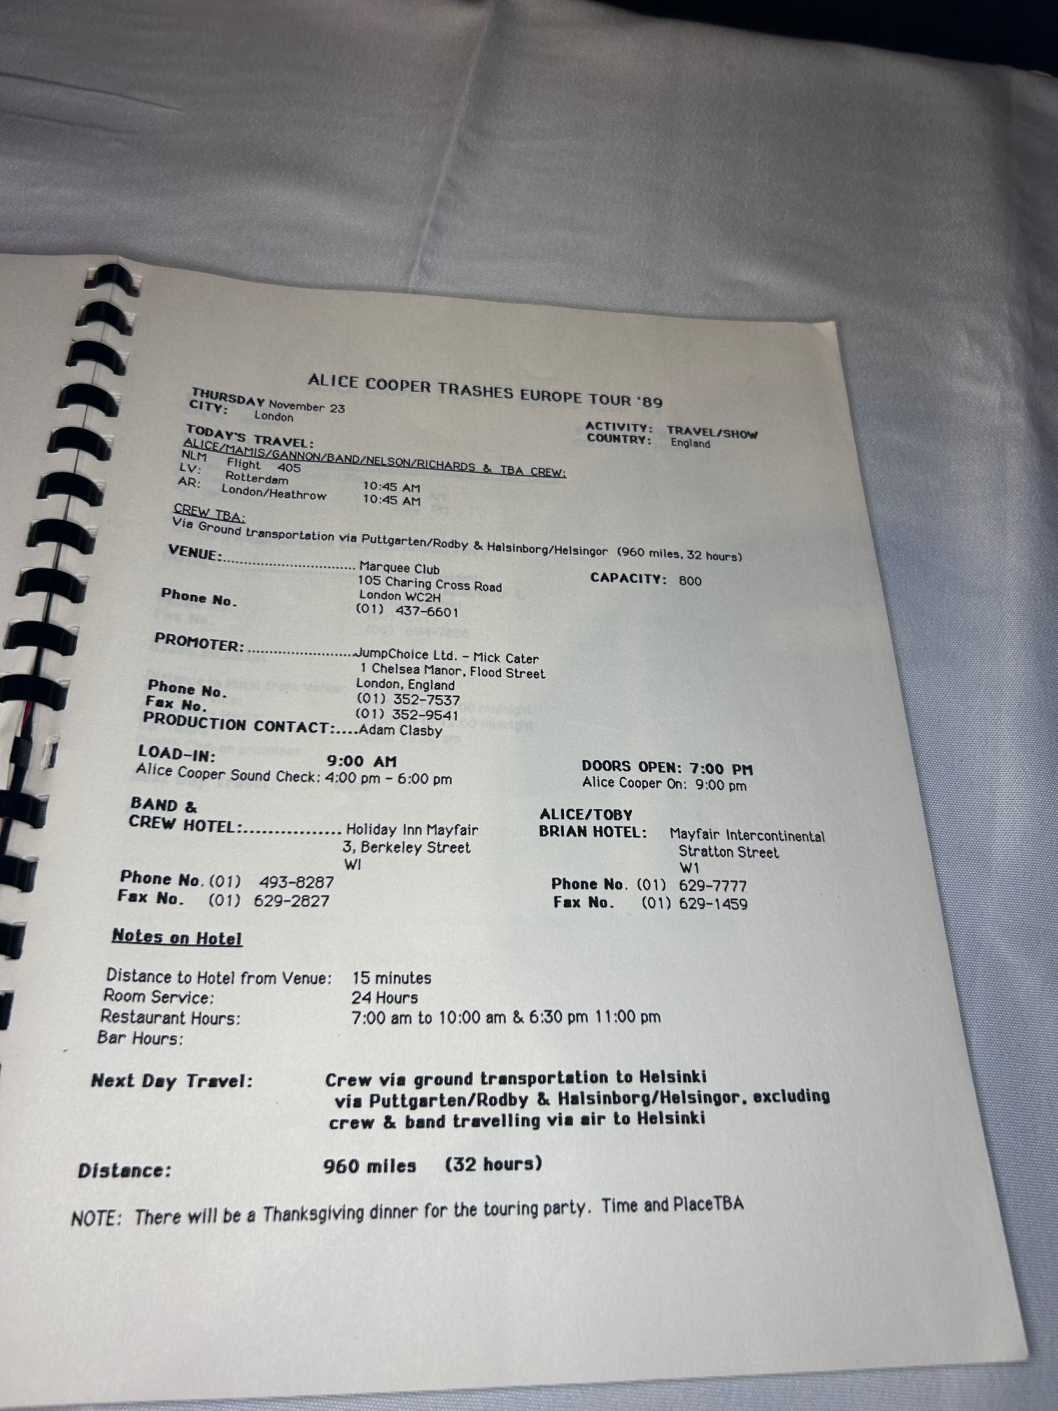 ALICE COOPER TRASHES EUROPE TOUR '89
THURSDAY November 23
CITY: London
ACTIVITY: TRAVEL/SHOW
COUNTRY: England
TODAY'S TRAVEL:
ALICE/MAMIS/GANNON/BAND/NELSON/RICHARDS & TBA CREW:
NLM Flight 405
LV: Rotterdam 10:45 AM
AR: London/Heathrow 10:45 AM
CREW TBA:
Via Ground transportation via Puttgarten/Rodby & Halsinborg/Helsingor (960 miles, 32 hours)
VENUE:................................ Marquee Club CAPACITY: 800
105 Charing Cross Road
London WC2H
Phone No. (01) 437-6601
PROMOTER:.........................JumpChoice Ltd. - Mick Cater
1 Chelsea Manor, Flood Street
London, England
Phone No. (01) 352-7537
Fax No. (01) 352-9541
PRODUCTION CONTACT:....Adam Clasby
LOAD-IN: 9:00 AM DOORS OPEN: 7:00 PM
Alice Cooper Sound Check: 4:00 pm - 6:00 pm Alice Cooper On: 9:00 pm
BAND & ALICE/TOBY
CREW HOTEL:................ Holiday Inn Mayfair BRIAN HOTEL: Mayfair Intercontinental
3, Berkeley Street Stratton Street
WI W1
Phone No. (01) 493-8287 Phone No. (01) 629-7777
Fax No. (01) 629-2827 Fax No. (01) 629-1459
Notes on Hotel
Distance to Hotel from Venue: 15 minutes
Room Service: 24 Hours
Restaurant Hours: 7:00 am to 10:00 am & 6:30 pm 11:00 pm
Bar Hours:
Next Day Travel: Crew via ground transportation to Helsinki
via Puttgarten/Rodby & Halsinborg/Helsingor, excluding
crew & band travelling via air to Helsinki
Distance: 960 miles (32 hours)
NOTE: There will be a Thanksgiving dinner for the touring party. Time and PlaceTBA